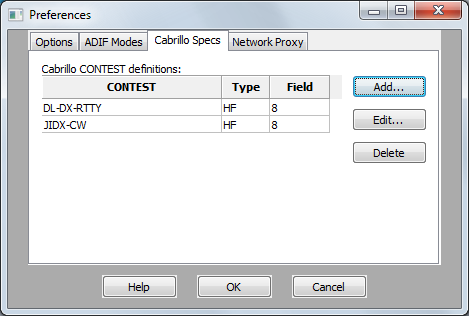 Preferences
Options ADIF Modes Cabrillo Specs Network Proxy
Cabrillo CONTEST definitions:
CONTEST Type Field
DL-DX-RTTY HF 8
JIDX-CW HF 8
Add...
Edit...
Delete
Help OK Cancel